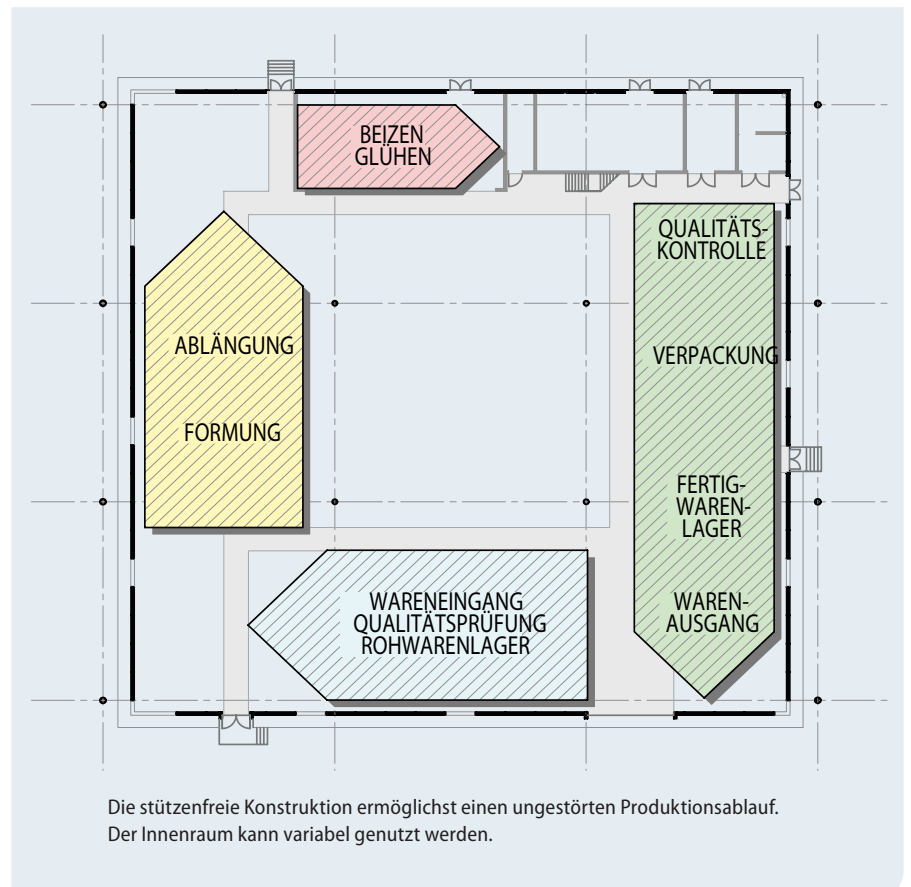 BEIZEN
GLÜHEN
QUALITÄTS-
KONTROLLE
ABLÄNGUNG
VERPACKUNG
FORMUNG
FERTIG-
WAREN-
LAGER
WARENEINGANG
QUALITÄTSPRÜFUNG
ROHWARENLAGER
WAREN-
AUSGANG
Die stützenfreie Konstruktion ermöglichst einen ungestörten Produktionsablauf.
Der Innenraum kann variabel genutzt werden.